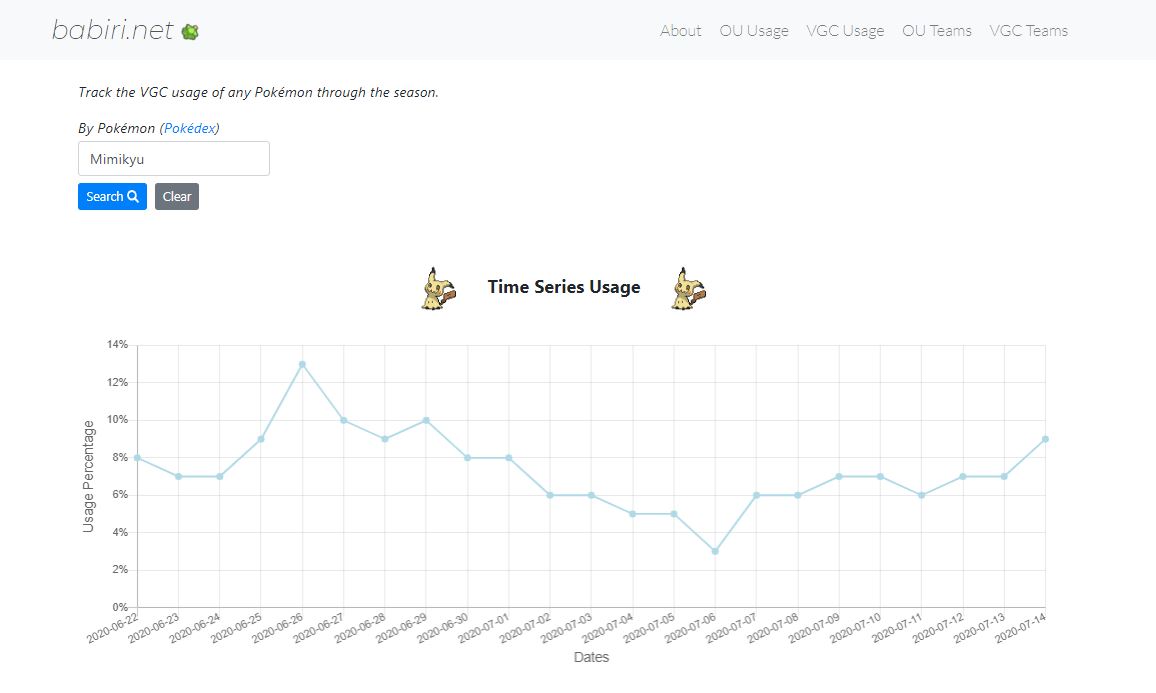 babiri.net
About OU Usage VGC Usage OU Teams VGC Teams
Track the VGC usage of any Pokémon through the season.
By Pokémon (Pokédex)
Mimikyu
Search Clear
Time Series Usage
14%
12%
10%
8%
6%
4%
2%
0%
Usage Percentage
2020-06-22 2020-06-23 2020-06-24 2020-06-25 2020-06-26 2020-06-27 2020-06-28 2020-06-29 2020-06-30 2020-07-01 2020-07-02 2020-07-03 2020-07-04 2020-07-05 2020-07-06 2020-07-07 2020-07-08 2020-07-09 2020-07-10 2020-07-11 2020-07-12 2020-07-13 2020-07-14
Dates